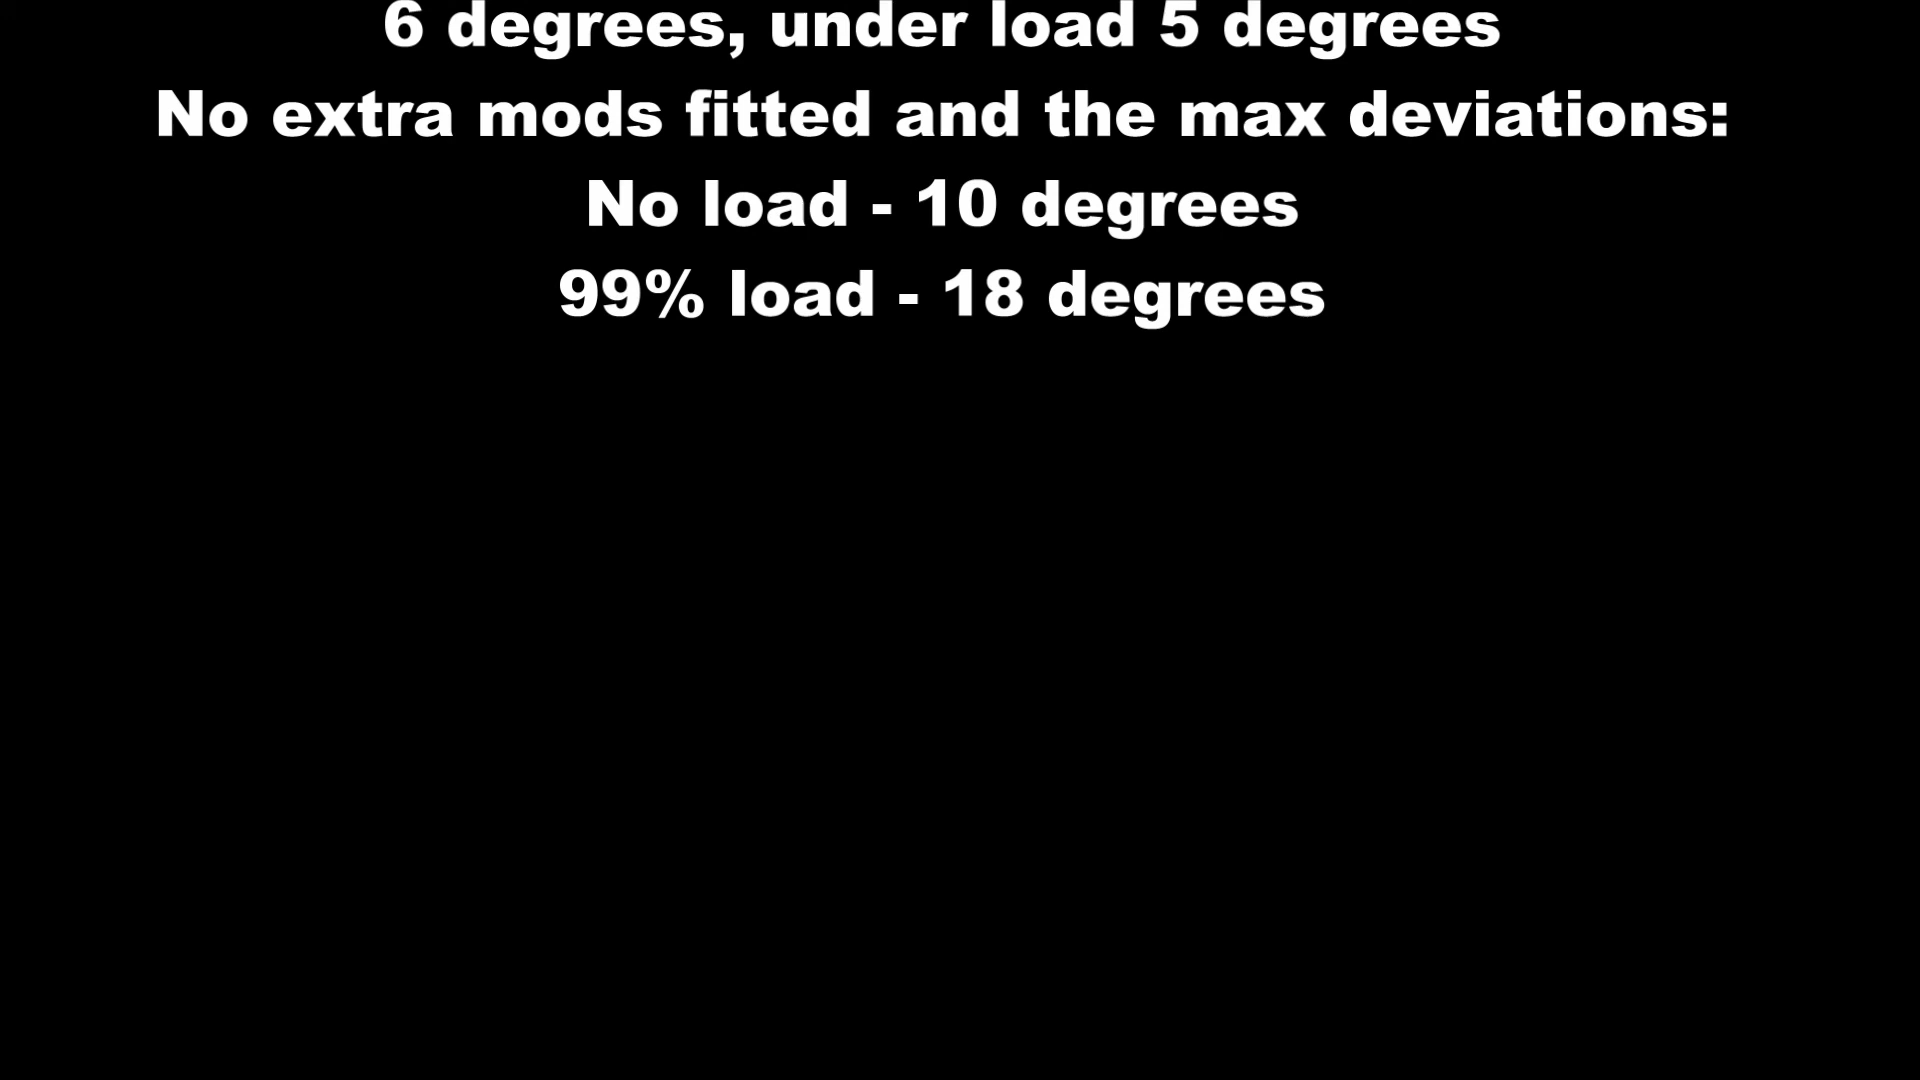 6 degrees, under load 5 degrees
No extra mods fitted and the max deviations:
No load - 10 degrees
99% load - 18 degrees